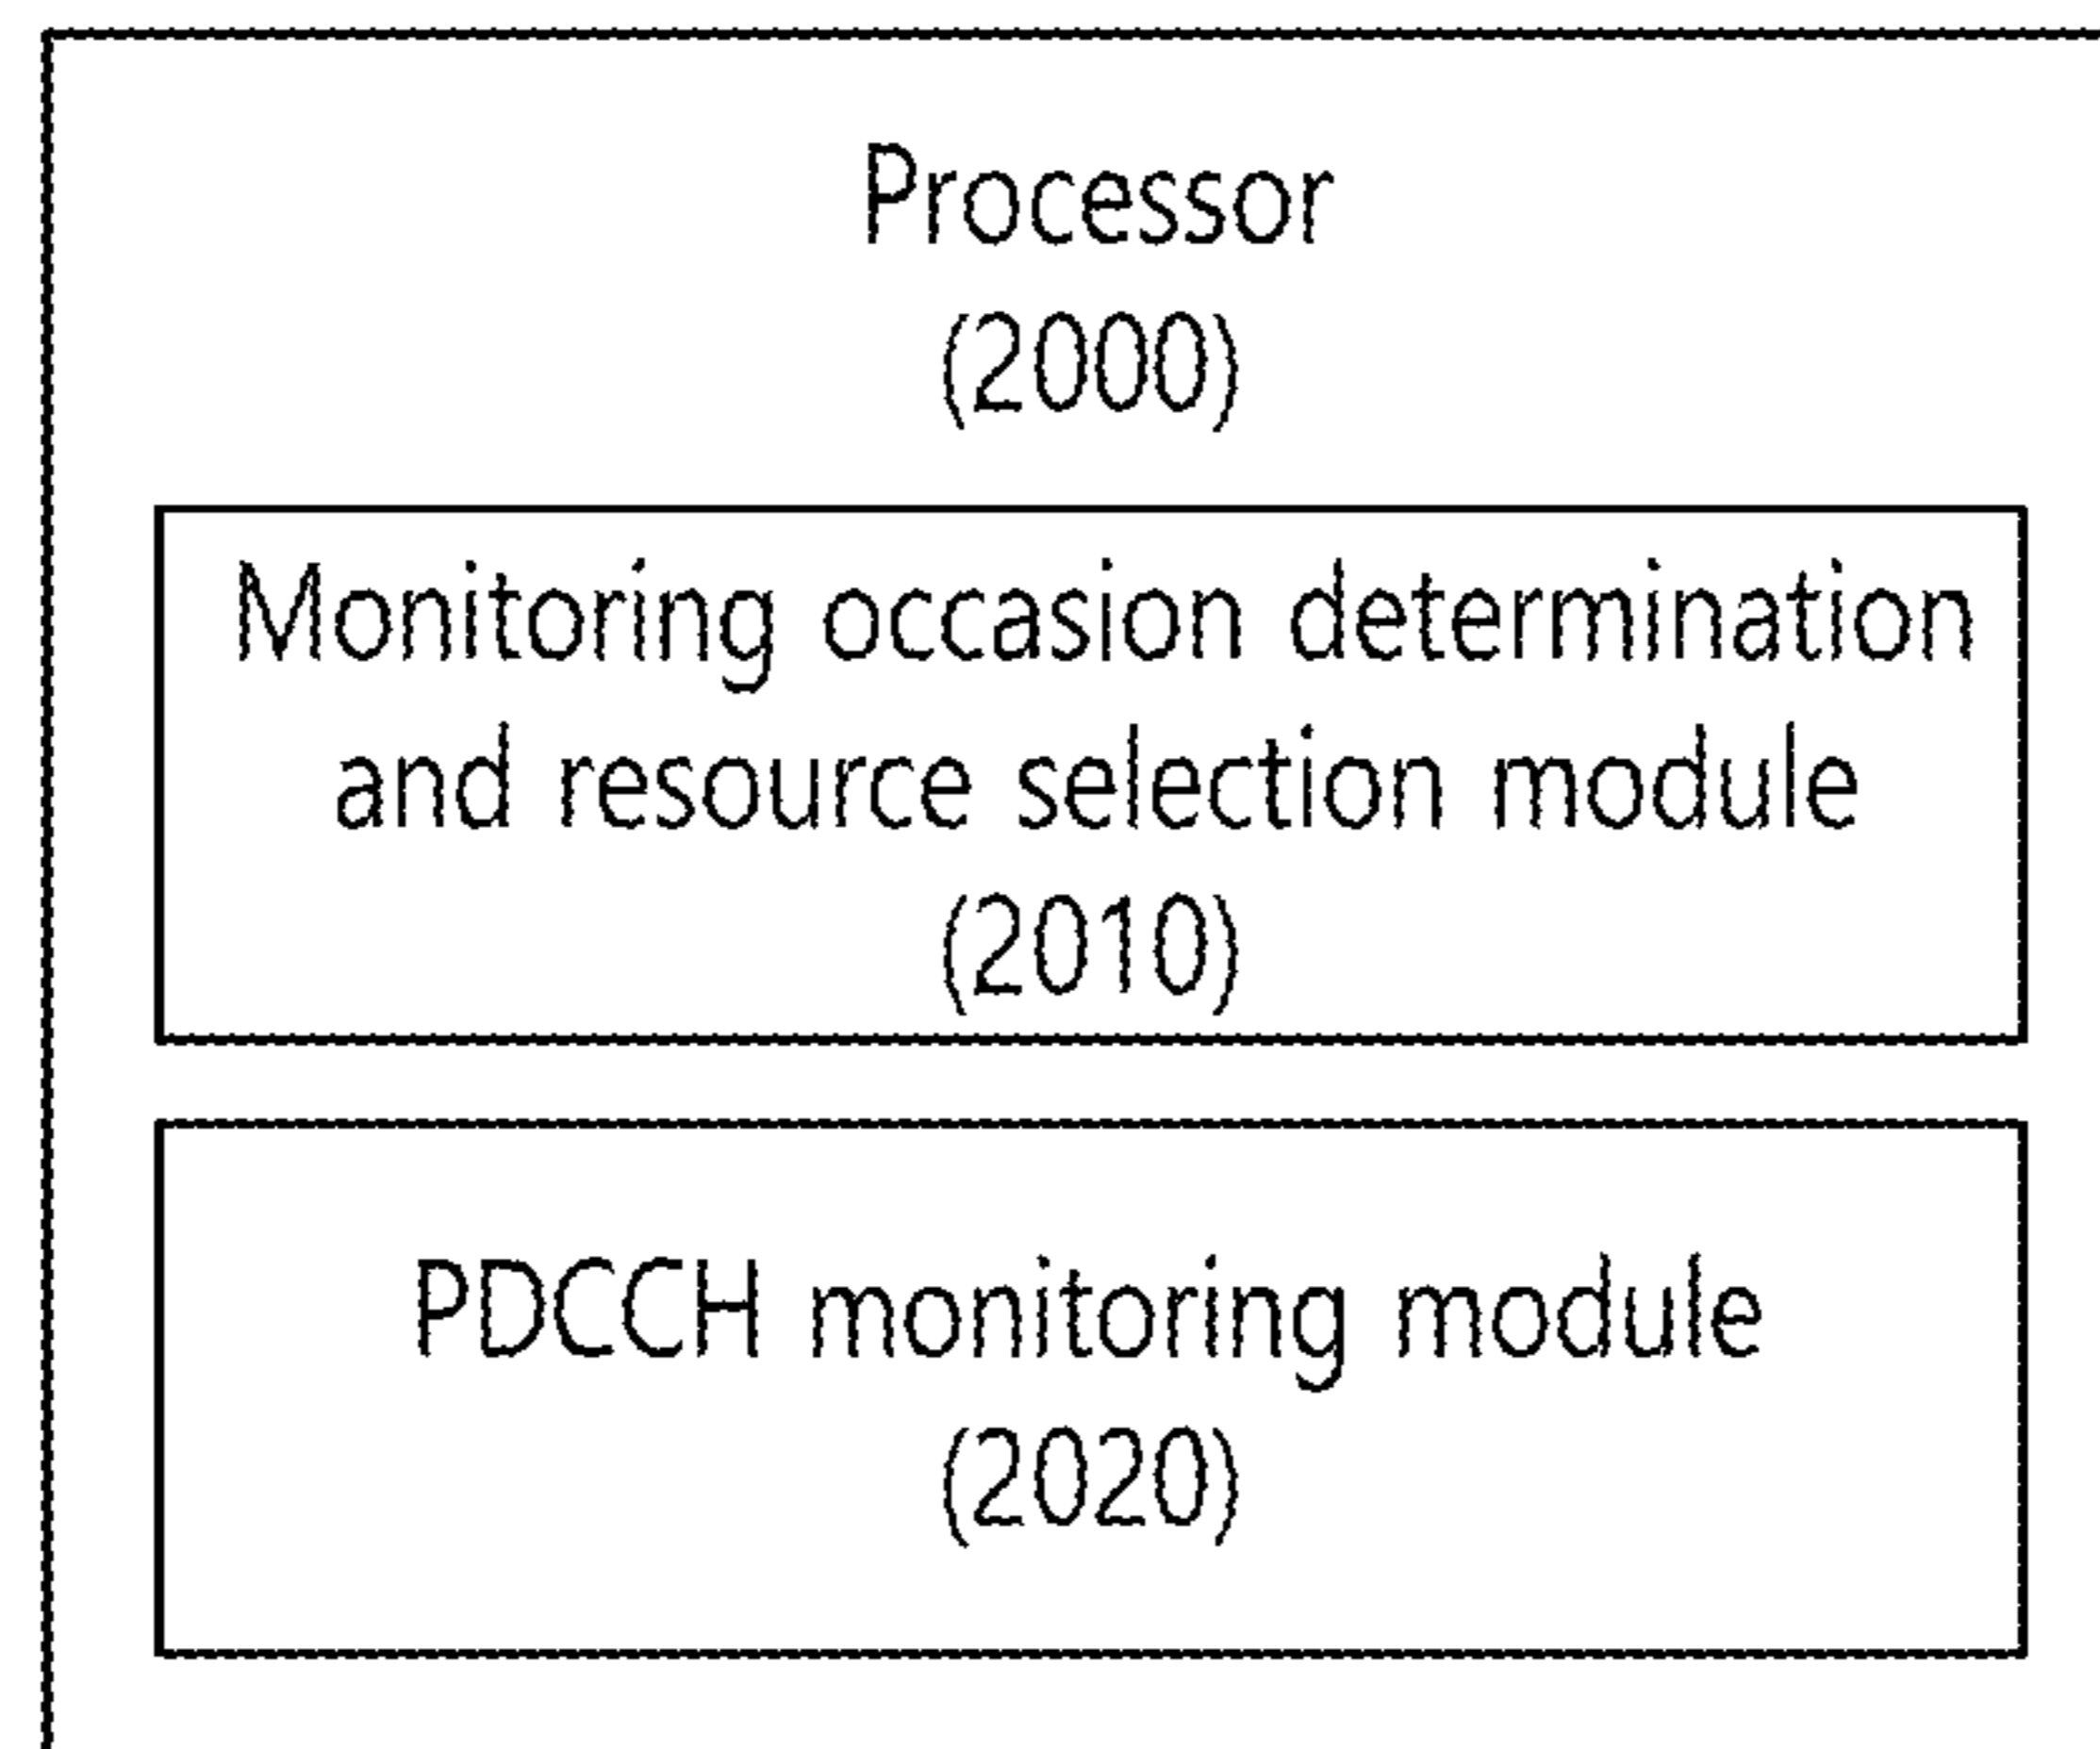 Processor
(2000)
Monitoring occasion determination
and resource selection module
(2010)
PDCCH monitoring module
(2020)